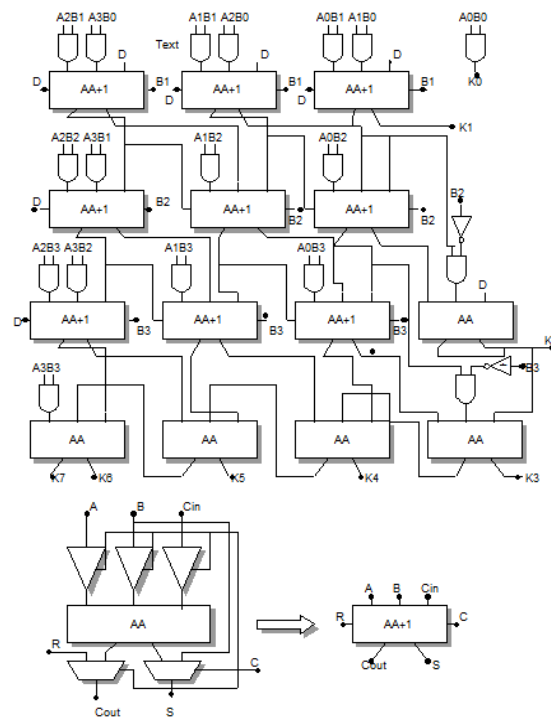 A2B1 A3B0 A1B1 A2B0 A0B1 A1B0 A0B0
Text
D D D
D AA+1 B1 D AA+1 B1 D AA+1 B1 K0
K1
A2B2 A3B1 A1B2 A0B2
B2
D AA+1 B2 AA+1 B2 AA+1 B2
A2B3 A3B2 A1B3 A0B3
D
D AA+1 B3 AA+1 B3 AA+1 B3 AA
K
B3
A3B3
AA AA AA AA
K7 K6 K5 K4 K3
A B Cin
AA
R C
Cout S
A B Cin
R AA+1 C
Cout S